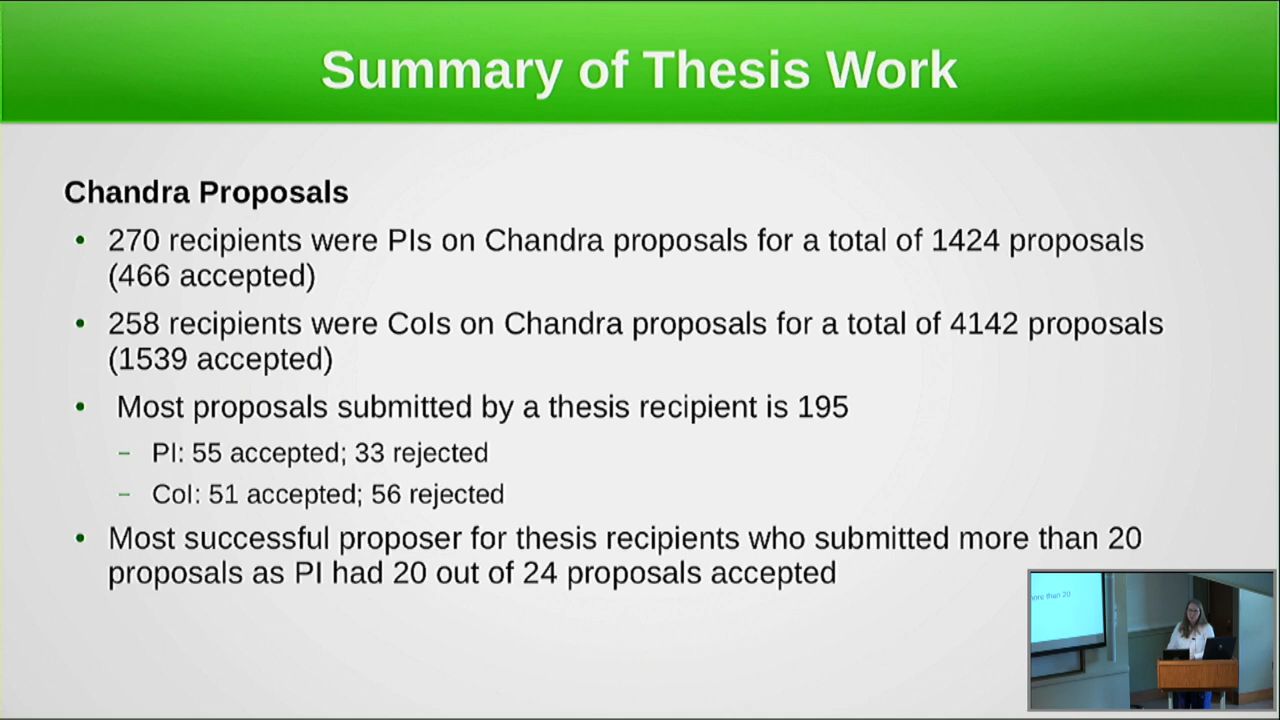 Summary of Thesis Work
Chandra Proposals
• 270 recipients were PIs on Chandra proposals for a total of 1424 proposals
(466 accepted)
• 258 recipients were CoIs on Chandra proposals for a total of 4142 proposals
(1539 accepted)
• Most proposals submitted by a thesis recipient is 195
– PI: 55 accepted; 33 rejected
– CoI: 51 accepted; 56 rejected
• Most successful proposer for thesis recipients who submitted more than 20
proposals as PI had 20 out of 24 proposals accepted
ore than 20